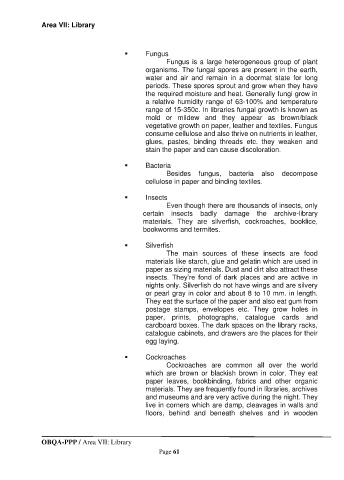 Area VII: Library
▪ Fungus
Fungus is a large heterogeneous group of plant
organisms. The fungal spores are present in the earth,
water and air and remain in a doormat state for long
periods. These spores sprout and grow when they have
the required moisture and heat. Generally fungi grow in
a relative humidity range of 63-100% and temperature
range of 15-350c. In libraries fungal growth is known as
mold or mildew and they appear as brown/black
vegetative growth on paper, leather and textiles. Fungus
consume cellulose and also thrive on nutrients in leather,
glues, pastes, binding threads etc. they weaken and
stain the paper and can cause discoloration.
▪ Bacteria
Besides fungus, bacteria also decompose
cellulose in paper and binding textiles.
▪ Insects
Even though there are thousands of insects, only
certain insects badly damage the archive-library
materials. They are silverfish, cockroaches, booklice,
bookworms and termites.
▪ Silverfish
The main sources of these insects are food
materials like starch, glue and gelatin which are used in
paper as sizing materials. Dust and dirt also attract these
insects. They're fond of dark places and are active in
nights only. Silverfish do not have wings and are silvery
or pearl gray in color and about 8 to 10 mm. in length.
They eat the surface of the paper and also eat gum from
postage stamps, envelopes etc. They grow holes in
paper, prints, photographs, catalogue cards and
cardboard boxes. The dark spaces on the library racks,
catalogue cabinets, and drawers are the places for their
egg laying.
▪ Cockroaches
Cockroaches are common all over the world
which are brown or blackish brown in color. They eat
paper leaves, bookbinding, fabrics and other organic
materials. They are frequently found in libraries, archives
and museums and are very active during the night. They
live in corners which are damp, cleavages in walls and
floors, behind and beneath shelves and in wooden
OBQA-PPP / Area VII: Library
Page 61